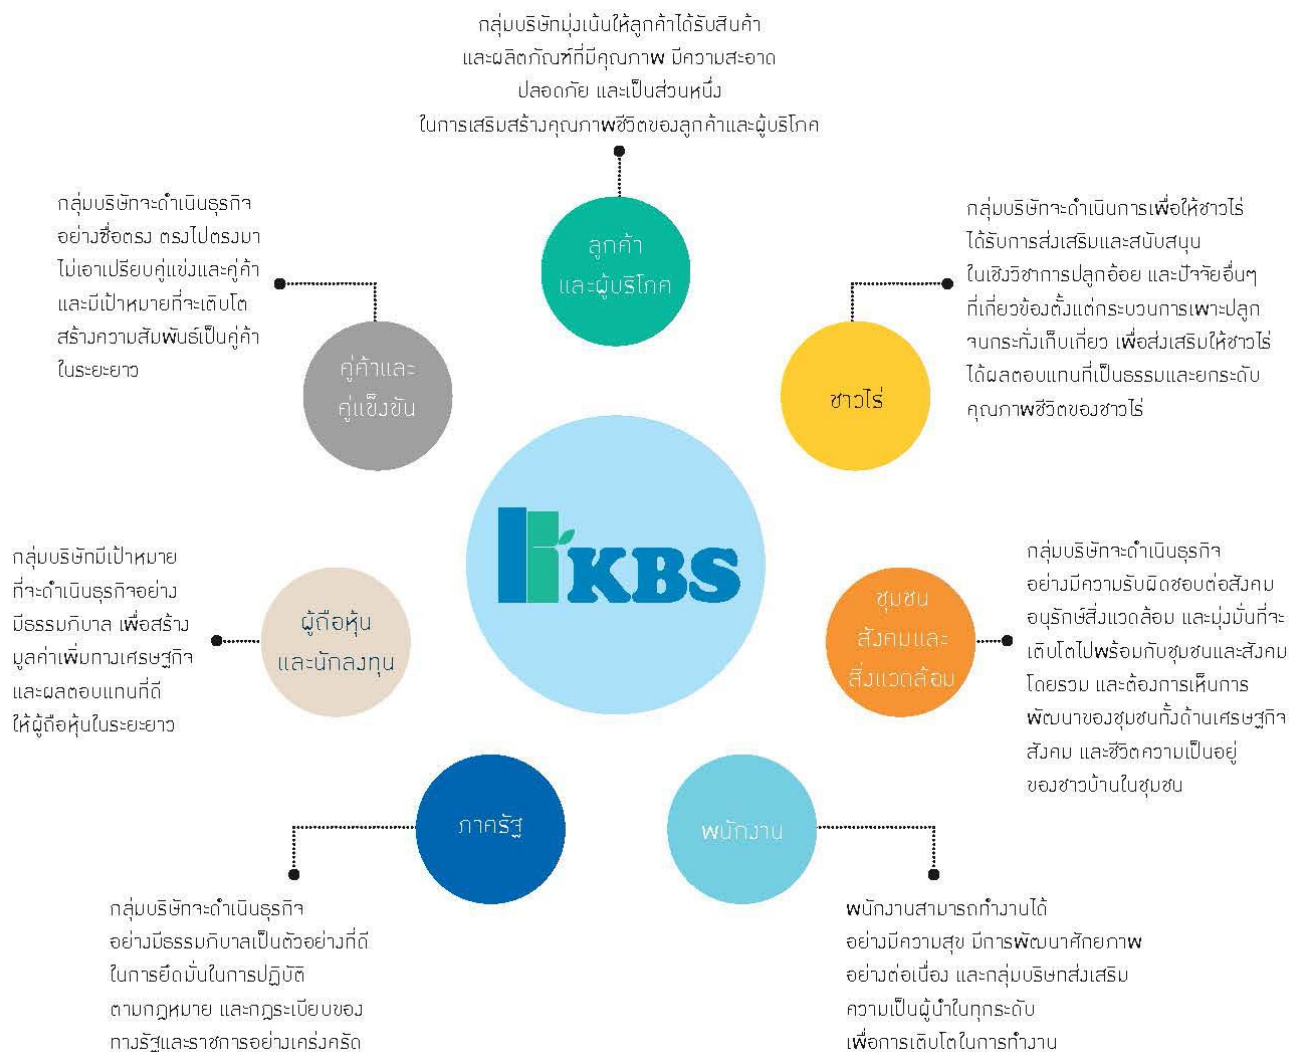 กลุ่มบริษัทมุ่งเน้นให้ลูกค้าได้รับสินค้า
และผลิตภัณฑ์ที่มีคุณภาพ มีความสะอาด
ปลอดภัย และเป็นส่วนหนึ่ง
ในการเสริมสร้างคุณภาพชีวิตของลูกค้าและผู้บริโภค
ลูกค้า
และผู้บริโภค
กลุ่มบริษัทจะดำเนินธุรกิจ
อย่างซื่อตรง ตรงไปตรงมา
ไม่เอาเปรียบคู่แข่งและคู่ค้า
และมีเป้าหมายที่จะเติบโต
สร้างความสัมพันธ์เป็นคู่ค้า
ในระยะยาว
คู่ค้าและ
คู่แข็งขัน
กลุ่มบริษัทจะดำเนินการเพื่อให้ชาวไร่
ได้รับการส่งเสริมและสนับสนุน
ในเชิงวิชาการปลูกอ้อย และปัจจัยอื่นๆ
ที่เกี่ยวข้องตั้งแต่กระบวนการเพาะปลูก
จนกระทั่งเก็บเกี่ยว เพื่อส่งเสริมให้ชาวไร่
ได้ผลตอบแทนที่เป็นธรรมและยกระดับ
คุณภาพชีวิตของชาวไร่
ชาวไร่
KBS
กลุ่มบริษัทมีเป้าหมาย
ที่จะดำเนินธุรกิจอย่าง
มีธรรมภิบาล เพื่อสร้าง
มูลค่าเพิ่มทางเศรษฐกิจ
และผลตอบแทนที่ดี
ให้ผู้ถือหุ้นในระยะยาว
ผู้ถือหุ้น
และนักลงทุน
ชุมชน
สังคมและ
สิ่งแวดล้อม
กลุ่มบริษัทจะดำเนินธุรกิจ
อย่างมีความรับผิดชอบต่อสังคม
อนุรักษ์สิ่งแวดล้อม และมุ่งมั่นที่จะ
เติบโตไปพร้อมกับชุมชนและสังคม
โดยรวม และต้องการเห็นการ
พัฒนาของชุมชนทั้งด้านเศรษฐกิจ
สังคม และชีวิตความเป็นอยู่
ของชาวบ้านในชุมชน
ภาครัฐ
กลุ่มบริษัทจะดำเนินธุรกิจ
อย่างมีธรรมภิบาลเป็นตัวอย่างที่ดี
ในการยึดมั่นในการปฏิบัติ
ตามกฎหมาย และกฎระเบียบของ
ทางรัฐและราชการอย่างเคร่งครัด
พนักงาน
พนักงานสามารถทำงานได้
อย่างมีความสุข มีการพัฒนาศักยภาพ
อย่างต่อเนื่อง และกลุ่มบริษทส่งเสริม
ความเป็นผู้นำในทุกระดับ
เพื่อการเติบโตในการทำงาน